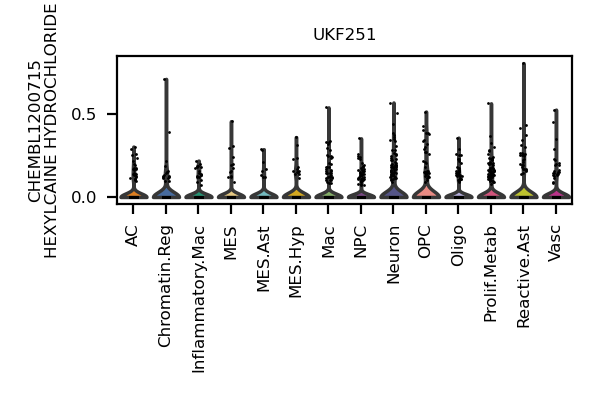 UKF251
CHEMBL1200715
HEXYLCAINE HYDROCHLORIDE
0.5
0.0
AC
Chromatin.Reg
Inflammatory.Mac
MES
MES.Ast
MES.Hyp
Mac
NPC
Neuron
OPC
Oligo
Prolif.Metab
Reactive.Ast
Vasc